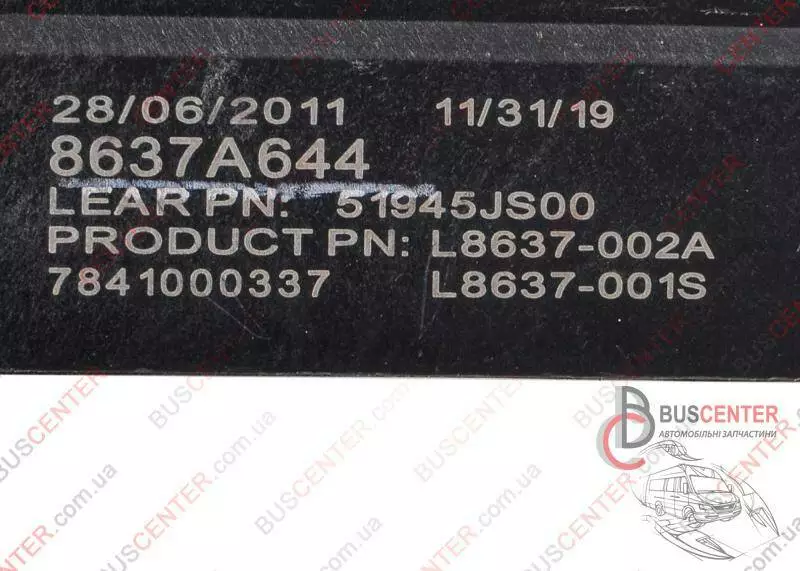 28/06/2011 11/31/19
8637A644
LEAR PN: 51945JS00
PRODUCT PN: L8637-002A
7841000337 L8637-001S
BUSCENTER
АВТОМОБІЛЬНІ ЗАПЧАСТИНИ
BUSCENTER.com.ua